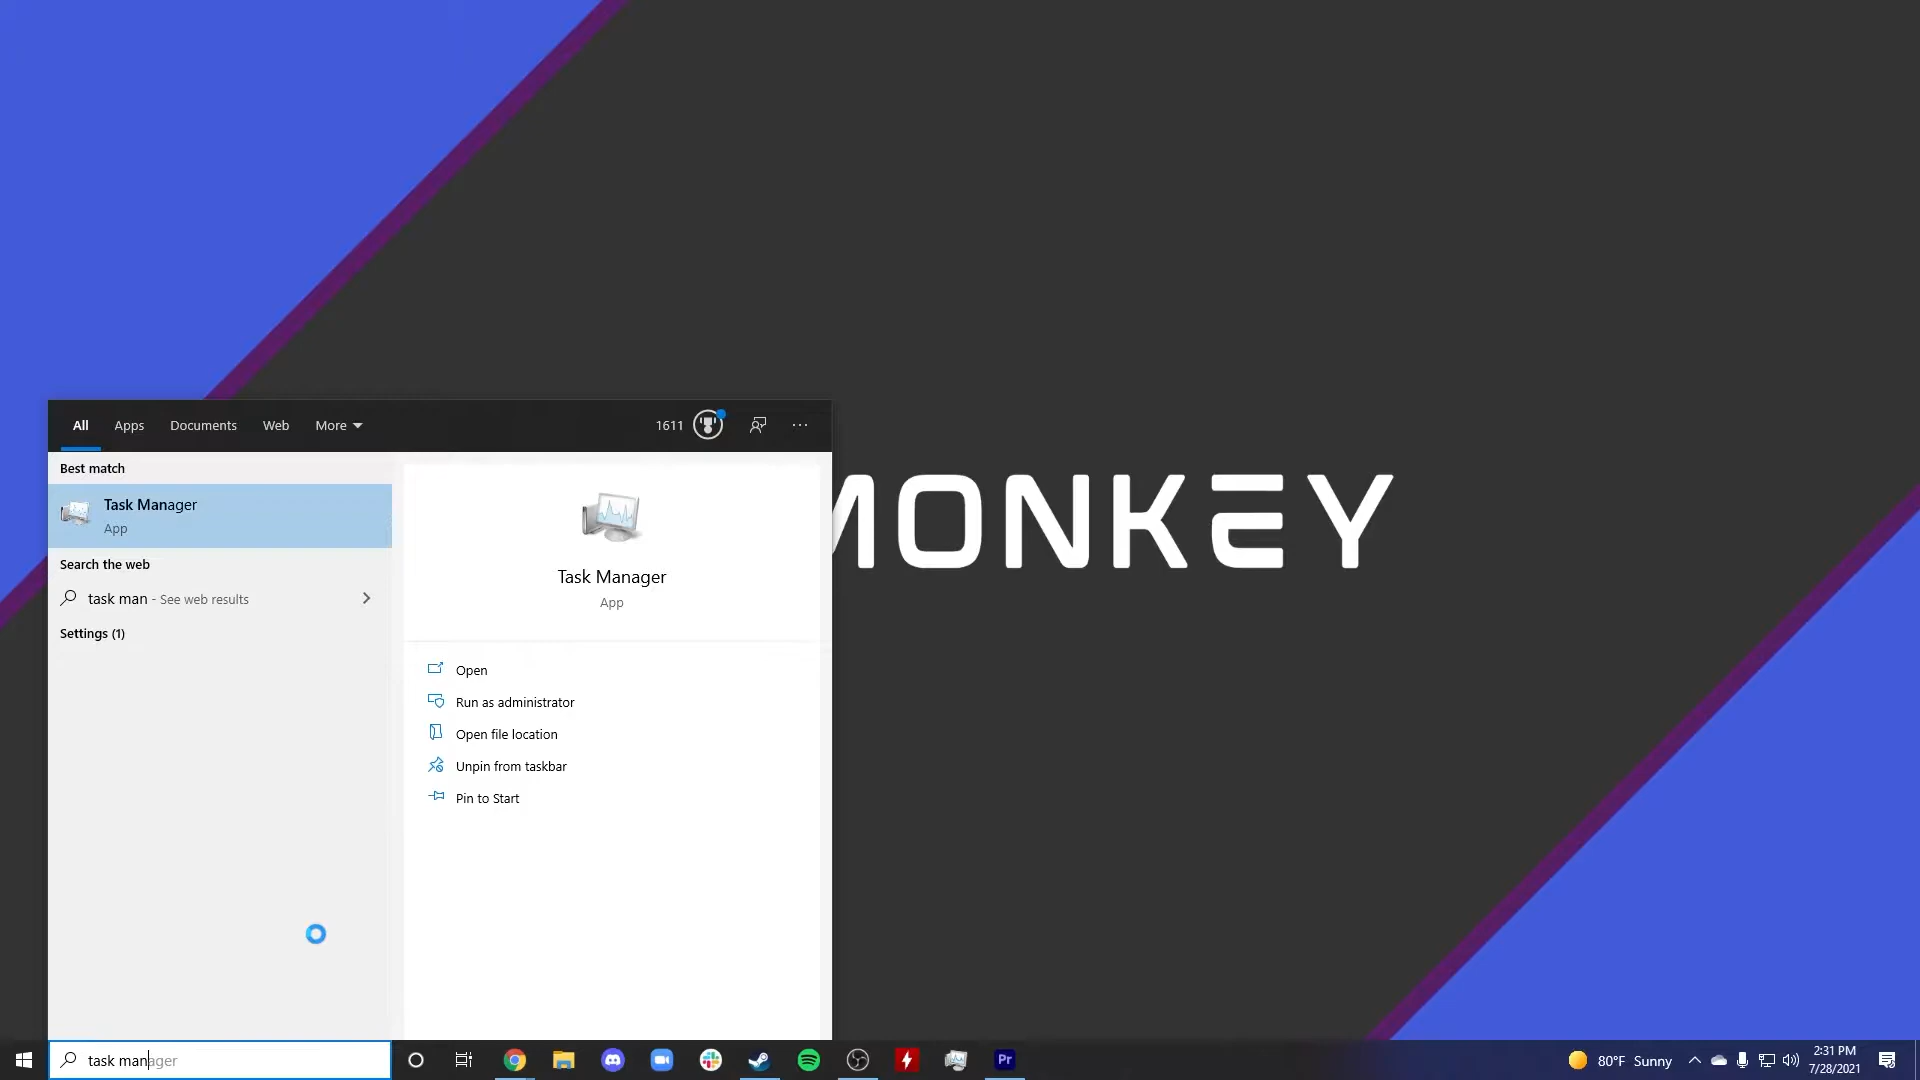 All Apps Documents Web More 1611 ...
Best match
Task Manager
App
Search the web
task man - See web results
Settings (1)
Task Manager
App
Open
Run as administrator
Open file location
Unpin from taskbar
Pin to Start
MONKEY
task manager
Pr
80°F Sunny
2:31 PM
7/28/2021